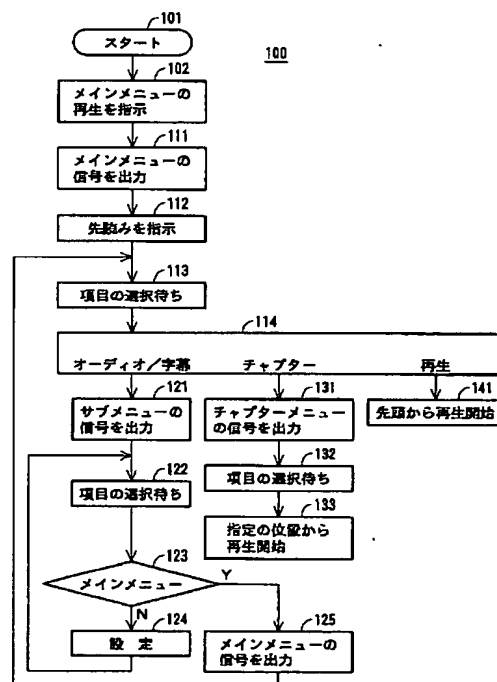 101
スタート
100
102
メインメニューの
再生を指示
111
メインメニューの
信号を出力
112
先読みを指示
113
項目の選択待ち
114
オーディオ/字幕
チャプター
再生
121
サブメニューの
信号を出力
131
チャプターメニュー
の信号を出力
141
先頭から再生開始
122
項目の選択待ち
132
項目の選択待ち
133
指定の位置から
再生開始
123
メインメニュー
Y
N
124
設 定
125
メインメニューの
信号を出力